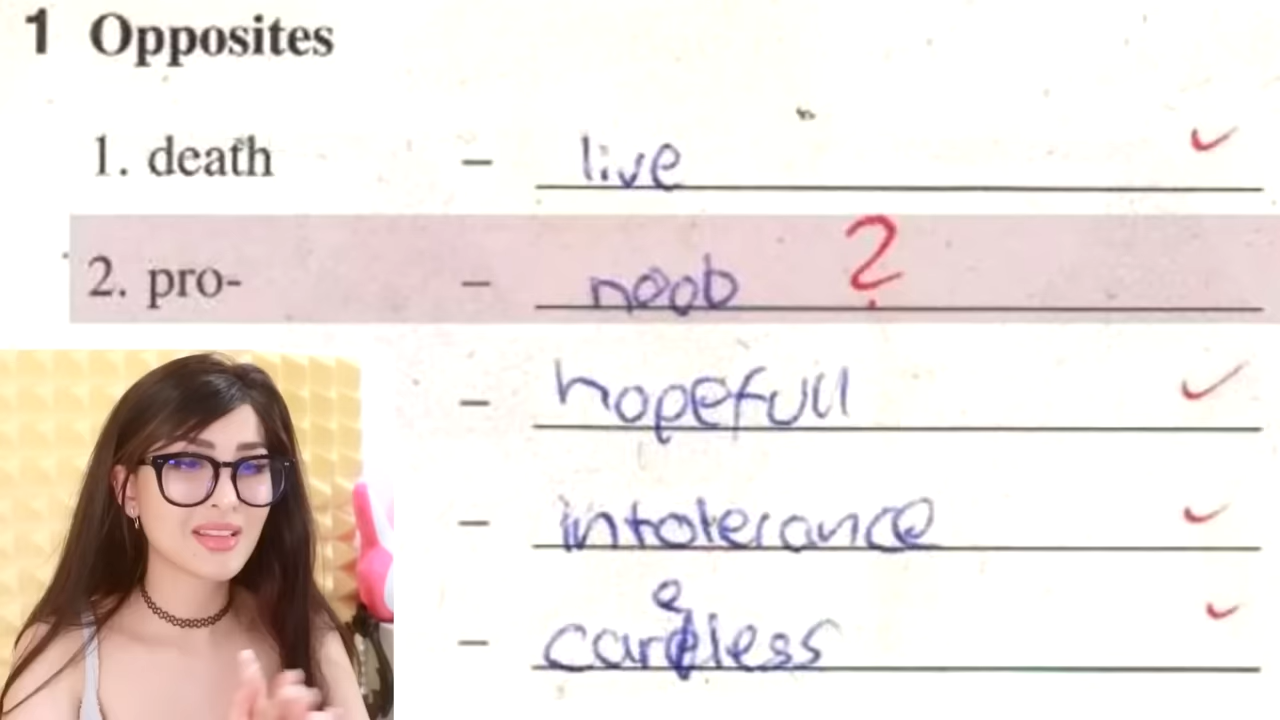 1 Opposites
1. death – live
2. pro- – noob ?
– hopefull
– intolerance
– careless